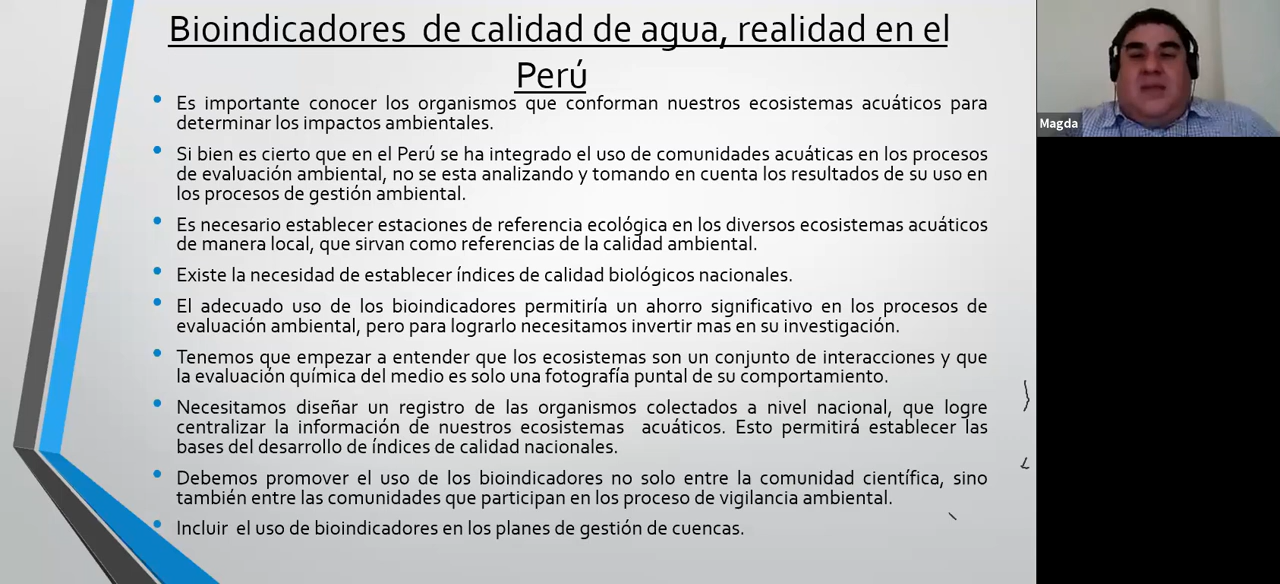 Bioindicadores de calidad de agua, realidad en el
Perú
Es importante conocer los organismos que conforman nuestros ecosistemas acuáticos para
determinar los impactos ambientales.
Si bien es cierto que en el Perú se ha integrado el uso de comunidades acuáticas en los procesos
de evaluación ambiental, no se esta analizando y tomando en cuenta los resultados de su uso en
los procesos de gestión ambiental.
Es necesario establecer estaciones de referencia ecológica en los diversos ecosistemas acuáticos
de manera local, que sirvan como referencias de la calidad ambiental.
Existe la necesidad de establecer índices de calidad biológicos nacionales.
El adecuado uso de los bioindicadores permitiría un ahorro significativo en los procesos de
evaluación ambiental, pero para lograrlo necesitamos invertir mas en su investigación.
Tenemos que empezar a entender que los ecosistemas son un conjunto de interacciones y que
la evaluación química del medio es solo una fotografía puntal de su comportamiento.
Necesitamos diseñar un registro de las organismos colectados a nivel nacional, que logre
centralizar la información de nuestros ecosistemas acuáticos. Esto permitirá establecer las
bases del desarrollo de índices de calidad nacionales.
Debemos promover el uso de los bioindicadores no solo entre la comunidad científica, sino
también entre las comunidades que participan en los proceso de vigilancia ambiental.
Incluir el uso de bioindicadores en los planes de gestión de cuencas.
Magda